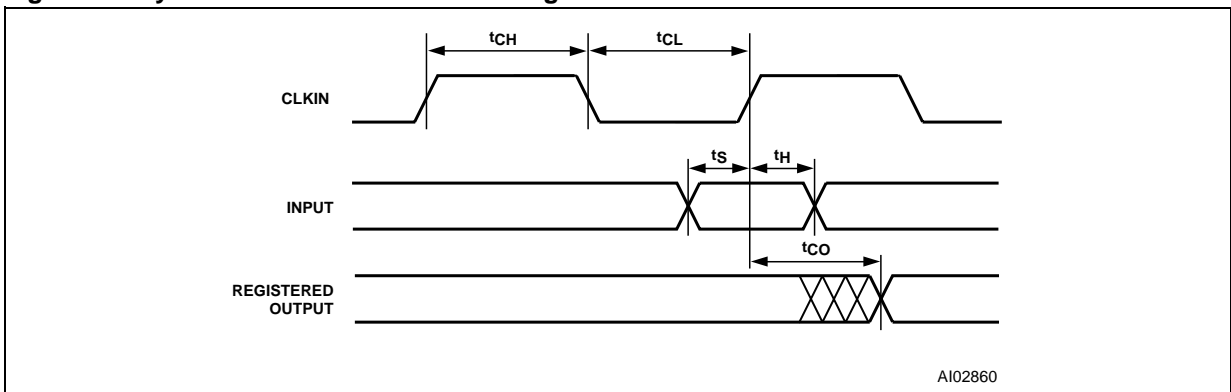 tCH tCL
CLKIN
tS tH
INPUT
tCO
REGISTERED
OUTPUT
AI02860